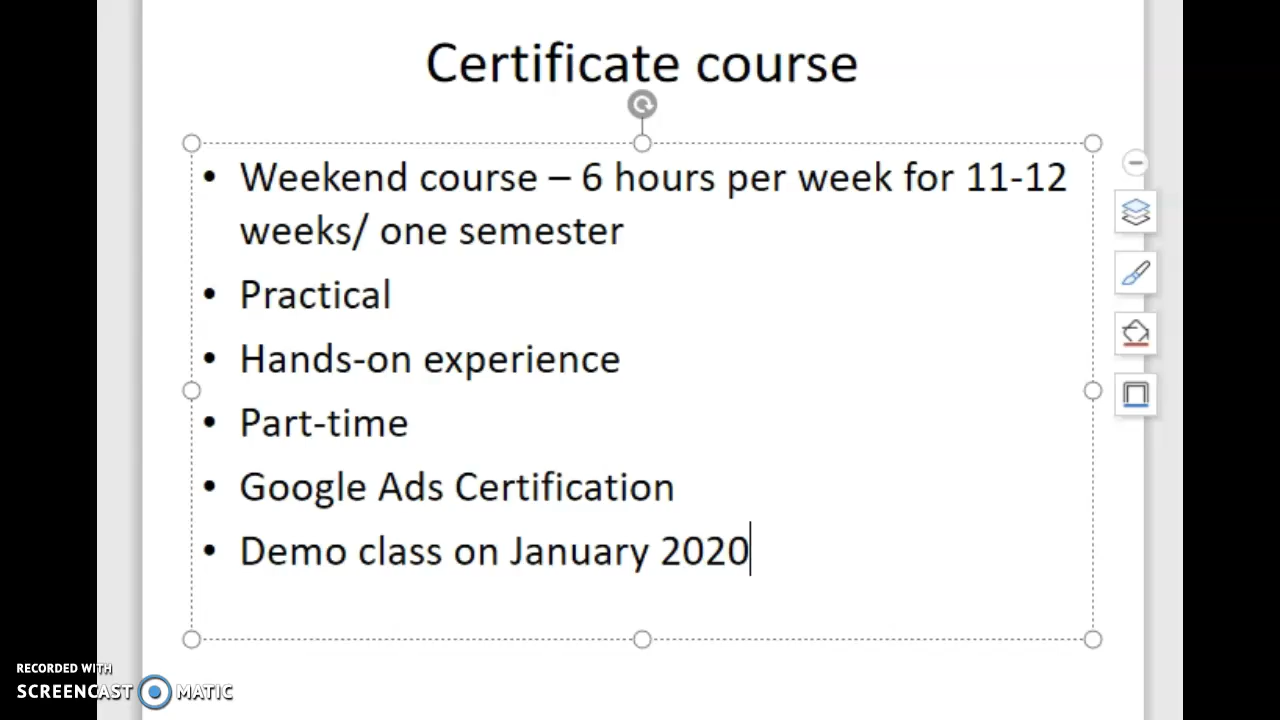 Certificate course
• Weekend course – 6 hours per week for 11-12
weeks/ one semester
• Practical
• Hands-on experience
• Part-time
• Google Ads Certification
• Demo class on January 2020
RECORDED WITH
SCREENCAST MATIC